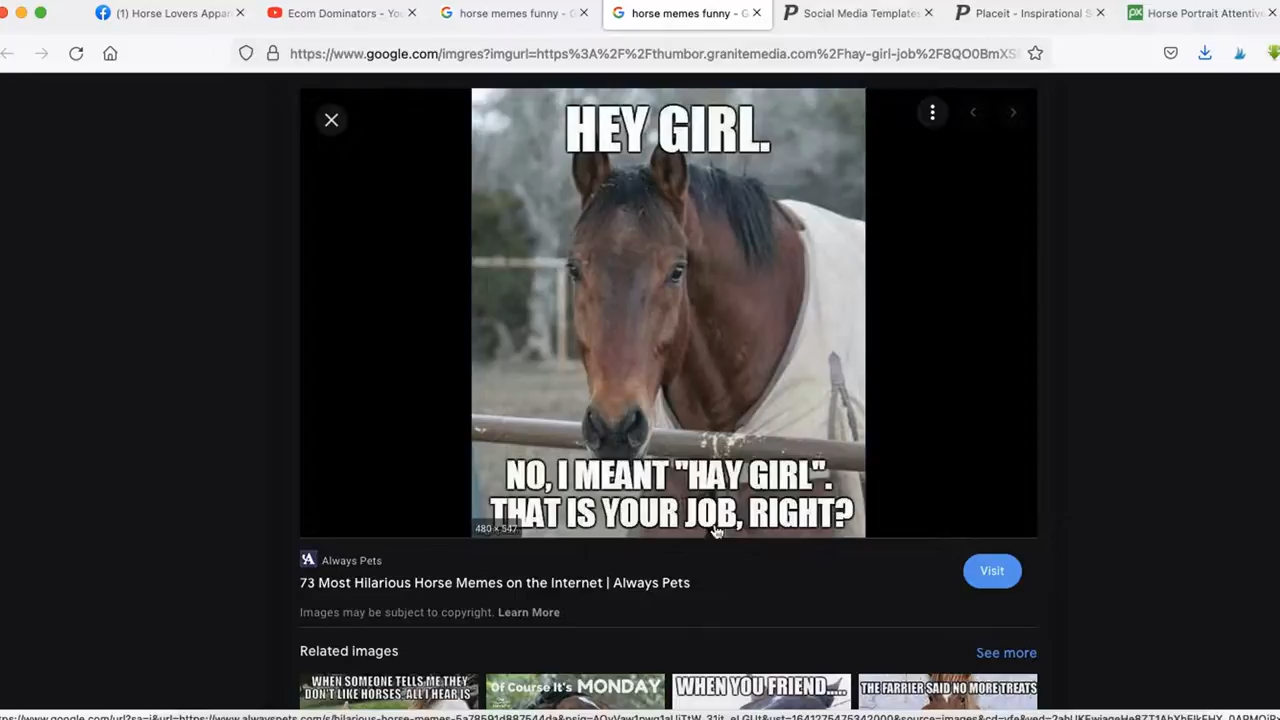 (1) Horse Lovers Appar
Ecom Dominators - Yo
horse memes funny - G
horse memes funny - G
Social Media Template
Placeit - Inspirational S
Horse Portrait Attentiv
https://www.google.com/imgres?imgurl=https%3A%2F%2Fthumbor.granitemedia.com%2Fhay-girl-job%2F8QO0BmXS
HEY GIRL.
NO, I MEANT "HAY GIRL".
THAT IS YOUR JOB, RIGHT?
480 × 547
Always Pets
73 Most Hilarious Horse Memes on the Internet | Always Pets
Visit
Images may be subject to copyright. Learn More
Related images
See more
WHEN SOMEONE TELLS ME THEY
DON'T LIKE HORSES: ALL I HEAR IS
Of Course It's MONDAY
WHEN YOU FRIEND.....
THE FARRIER SAID NO MORE TREATS